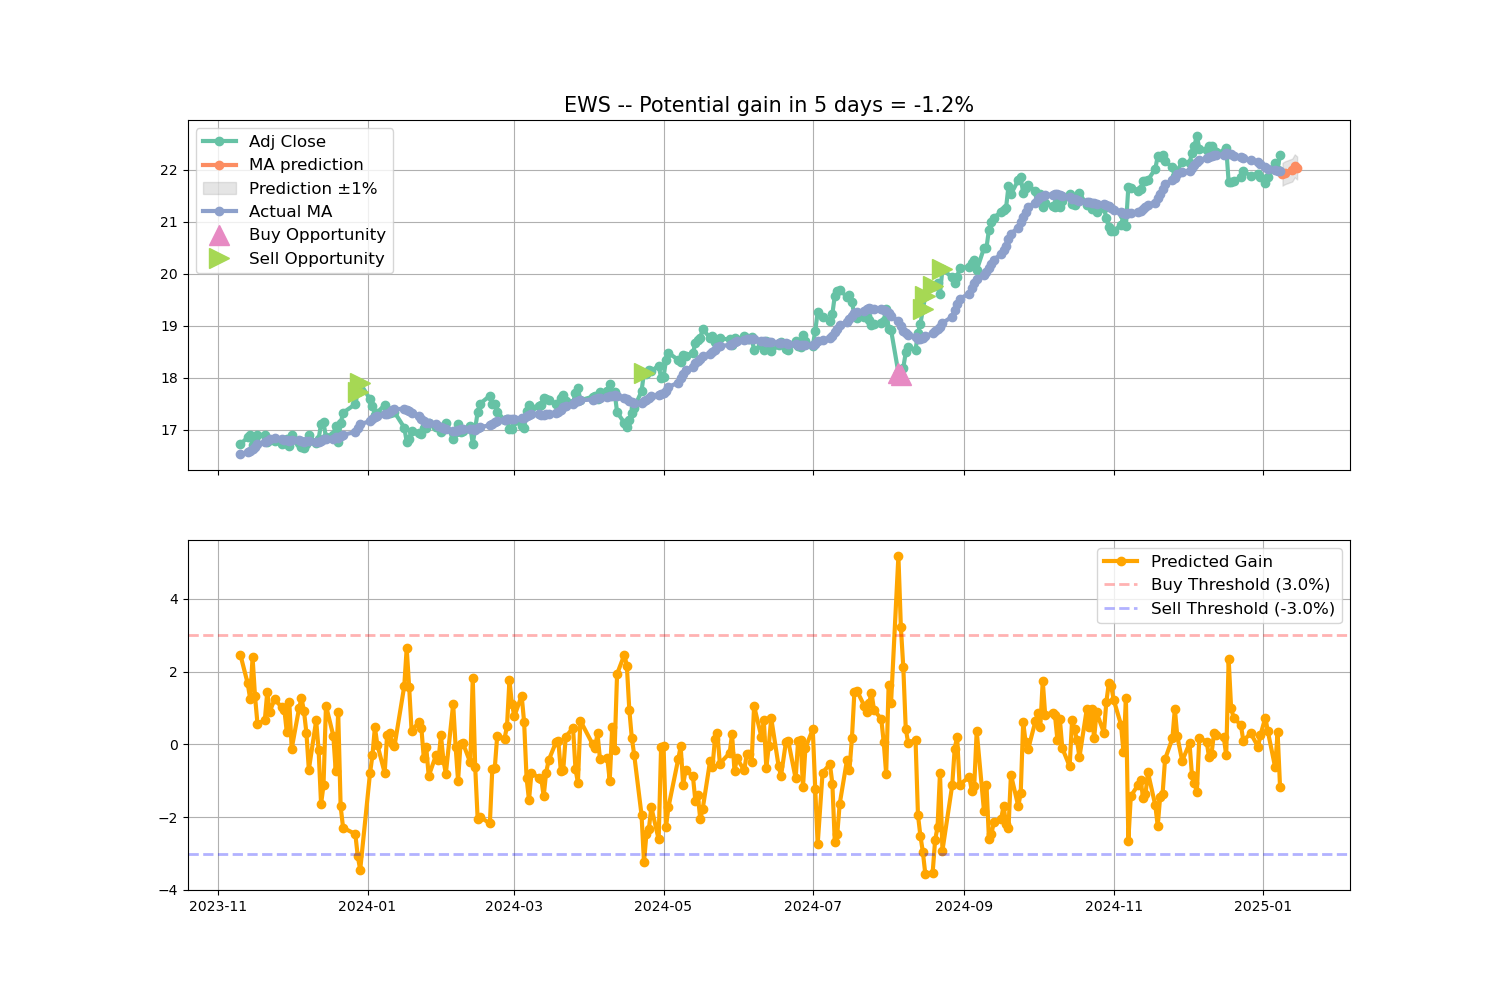 EWS -- Potential gain in 5 days = -1.2%
Adj Close
MA prediction
Prediction ±1%
Actual MA
Buy Opportunity
Sell Opportunity
22
21
20
19
18
17
Predicted Gain
Buy Threshold (3.0%)
Sell Threshold (-3.0%)
4
2
0
−2
−4
2023-11 2024-01 2024-03 2024-05 2024-07 2024-09 2024-11 2025-01